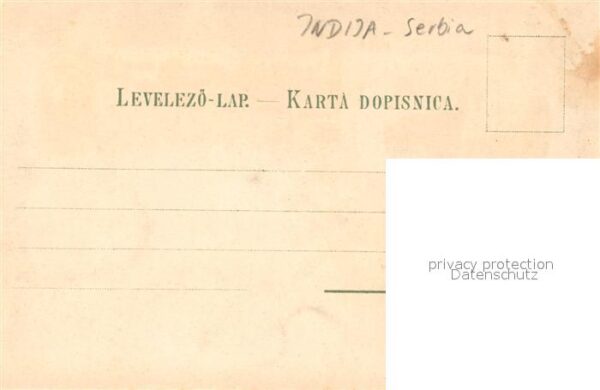 INDIJA - Serbia
LEVELEZŐ-LAP. — KARTA DOPISNICA.
privacy protection
Datenschutz